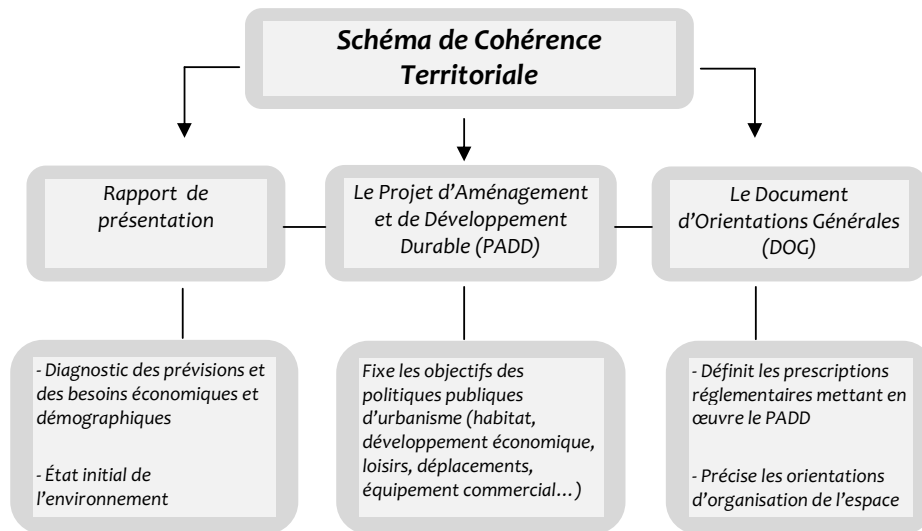 Schéma de Cohérence
Territoriale
Rapport de
présentation
Le Projet d'Aménagement
et de Développement
Durable (PADD)
Le Document
d'Orientations Générales
(DOG)
- Diagnostic des prévisions et
des besoins économiques et
démographiques
- État initial de
l'environnement
Fixe les objectifs des
politiques publiques
d'urbanisme (habitat,
développement économique,
loisirs, déplacements,
équipement commercial…)
- Définit les prescriptions
réglementaires mettant en
œuvre le PADD
- Précise les orientations
d'organisation de l'espace